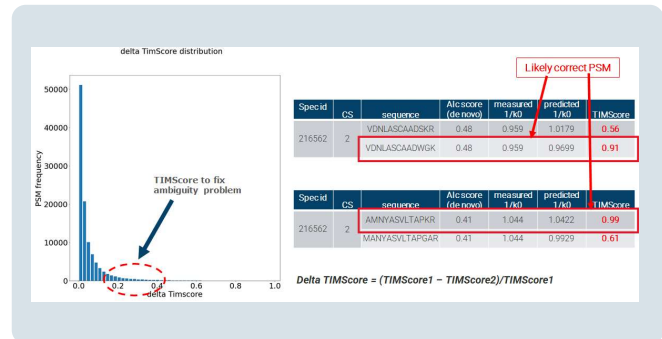 delta TimScore distribution
PSM frequency
50000
40000
30000
20000
10000
0
0.0 0.2 0.4 0.6 0.8 1.0
delta Timscore
TIMScore to fix
ambiguity problem
Likely correct PSM
Specid CS sequence Alc score (de novo) measured 1/k0 predicted 1/k0 TIMScore
216562 2 VDNLASCAADSKR 0.48 0.959 1.0179 0.56
VDNLASCAADWGK 0.48 0.959 0.9699 0.91
Specid CS sequence Alc score (de novo) measured 1/k0 predicted 1/k0 TIMScore
216562 2 AMNYASVLTAPKR 0.41 1.044 1.0422 0.99
MANYASVLTAPGAR 0.41 1.044 0.9929 0.61
Delta TIMScore = (TIMScore1 – TIMScore2)/TIMScore1